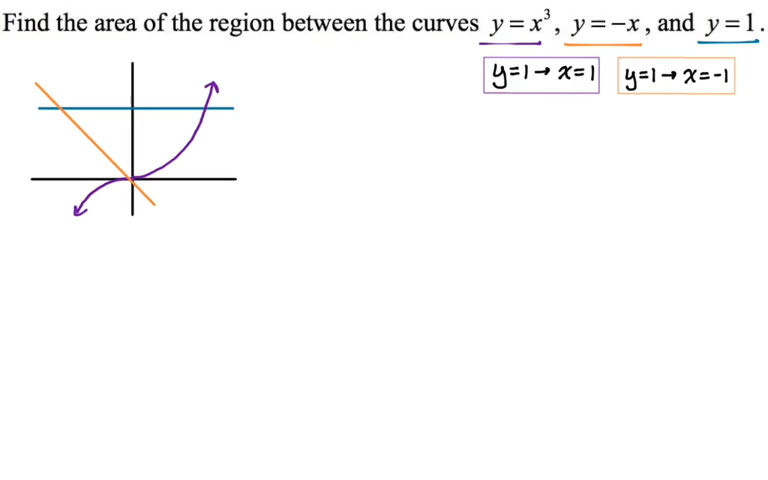 Find the area of the region between the curves y = x³, y = −x, and y = 1.
y=1→ x=1 y=1→ x=-1